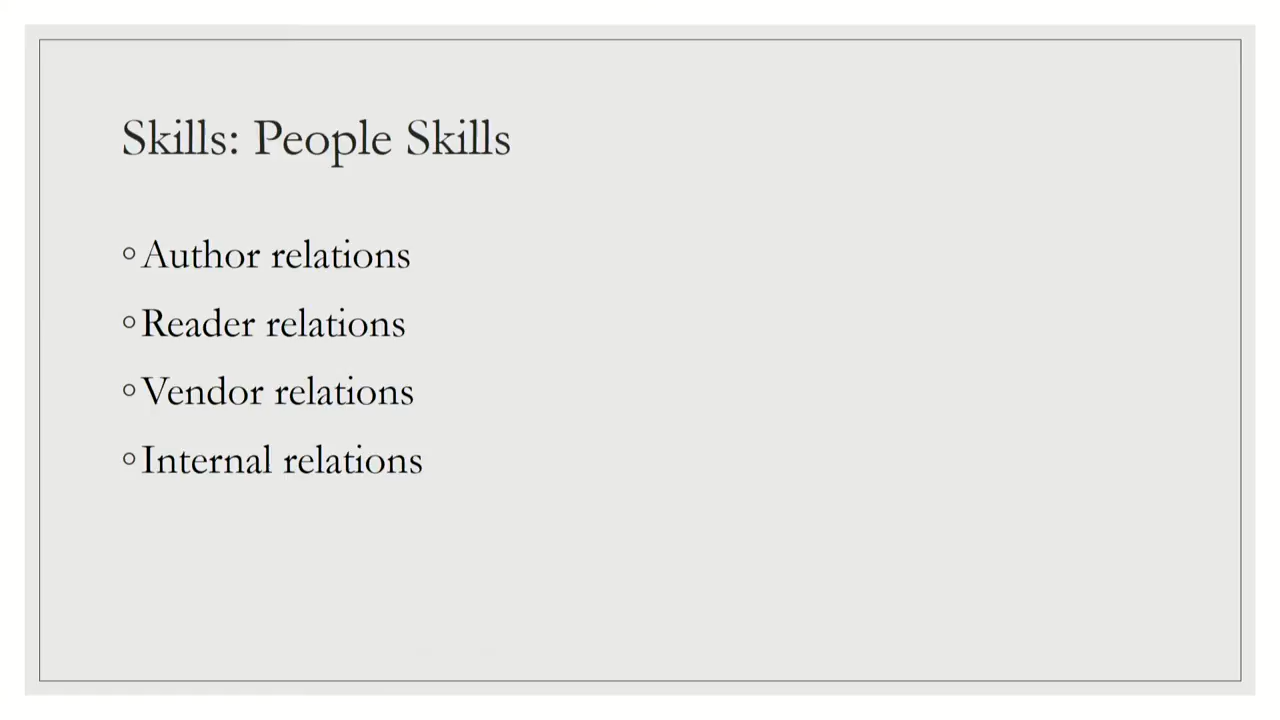 Skills: People Skills
◦Author relations
◦Reader relations
◦Vendor relations
◦Internal relations